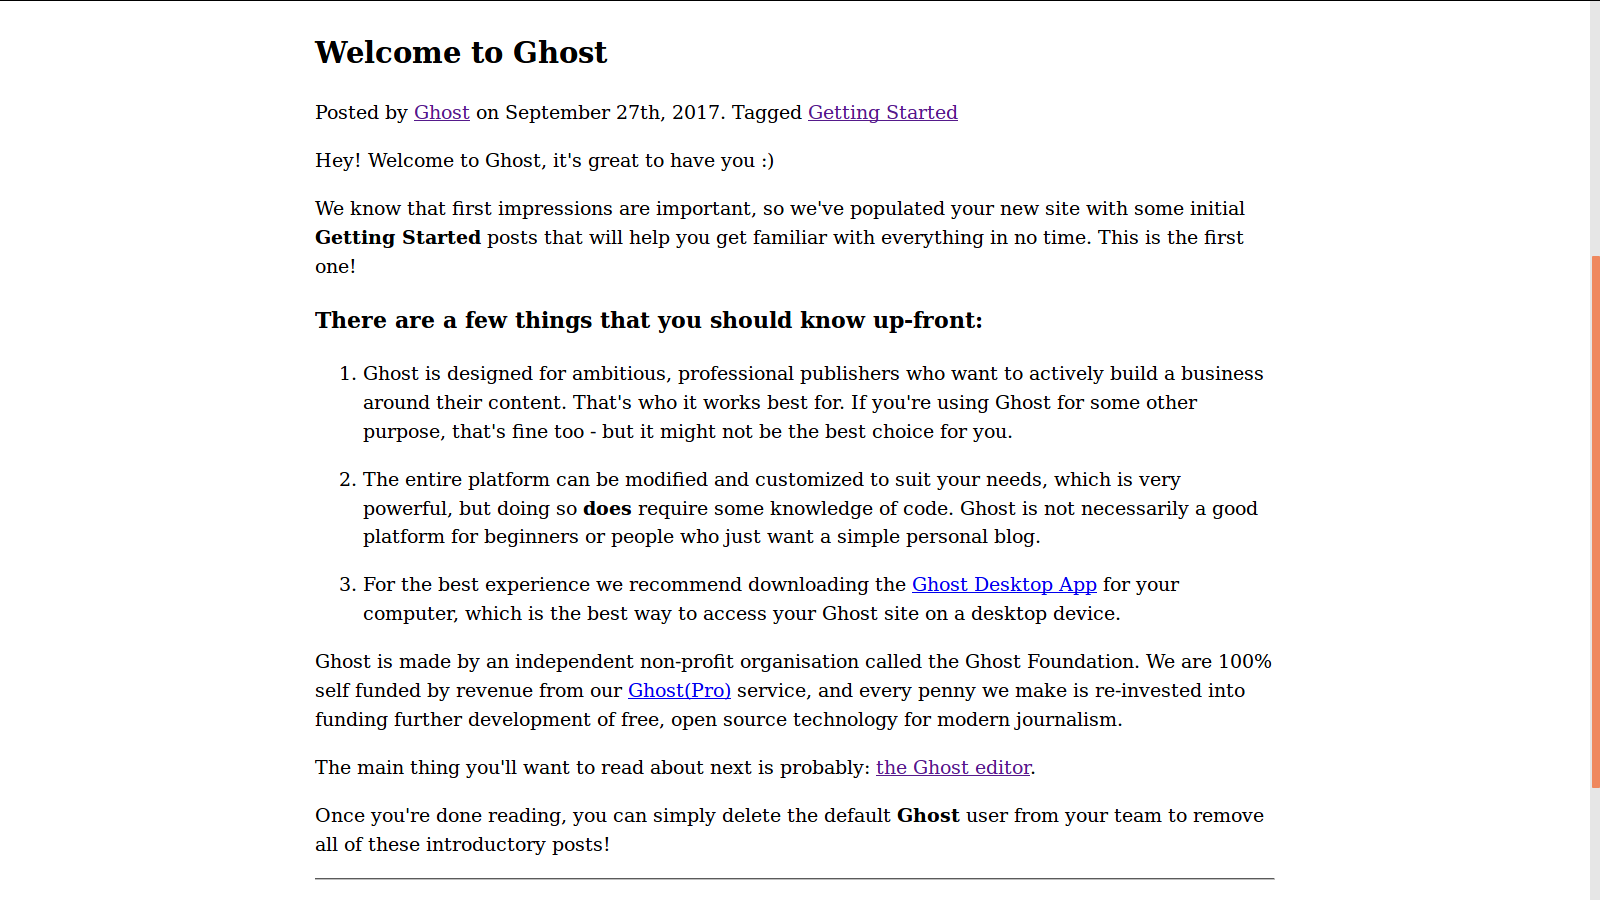 Welcome to Ghost
Posted by Ghost on September 27th, 2017. Tagged Getting Started
Hey! Welcome to Ghost, it's great to have you :)
We know that first impressions are important, so we've populated your new site with some initial
Getting Started posts that will help you get familiar with everything in no time. This is the first
one!
There are a few things that you should know up-front:
1. Ghost is designed for ambitious, professional publishers who want to actively build a business
around their content. That's who it works best for. If you're using Ghost for some other
purpose, that's fine too - but it might not be the best choice for you.
2. The entire platform can be modified and customized to suit your needs, which is very
powerful, but doing so does require some knowledge of code. Ghost is not necessarily a good
platform for beginners or people who just want a simple personal blog.
3. For the best experience we recommend downloading the Ghost Desktop App for your
computer, which is the best way to access your Ghost site on a desktop device.
Ghost is made by an independent non-profit organisation called the Ghost Foundation. We are 100%
self funded by revenue from our Ghost(Pro) service, and every penny we make is re-invested into
funding further development of free, open source technology for modern journalism.
The main thing you'll want to read about next is probably: the Ghost editor.
Once you're done reading, you can simply delete the default Ghost user from your team to remove
all of these introductory posts!